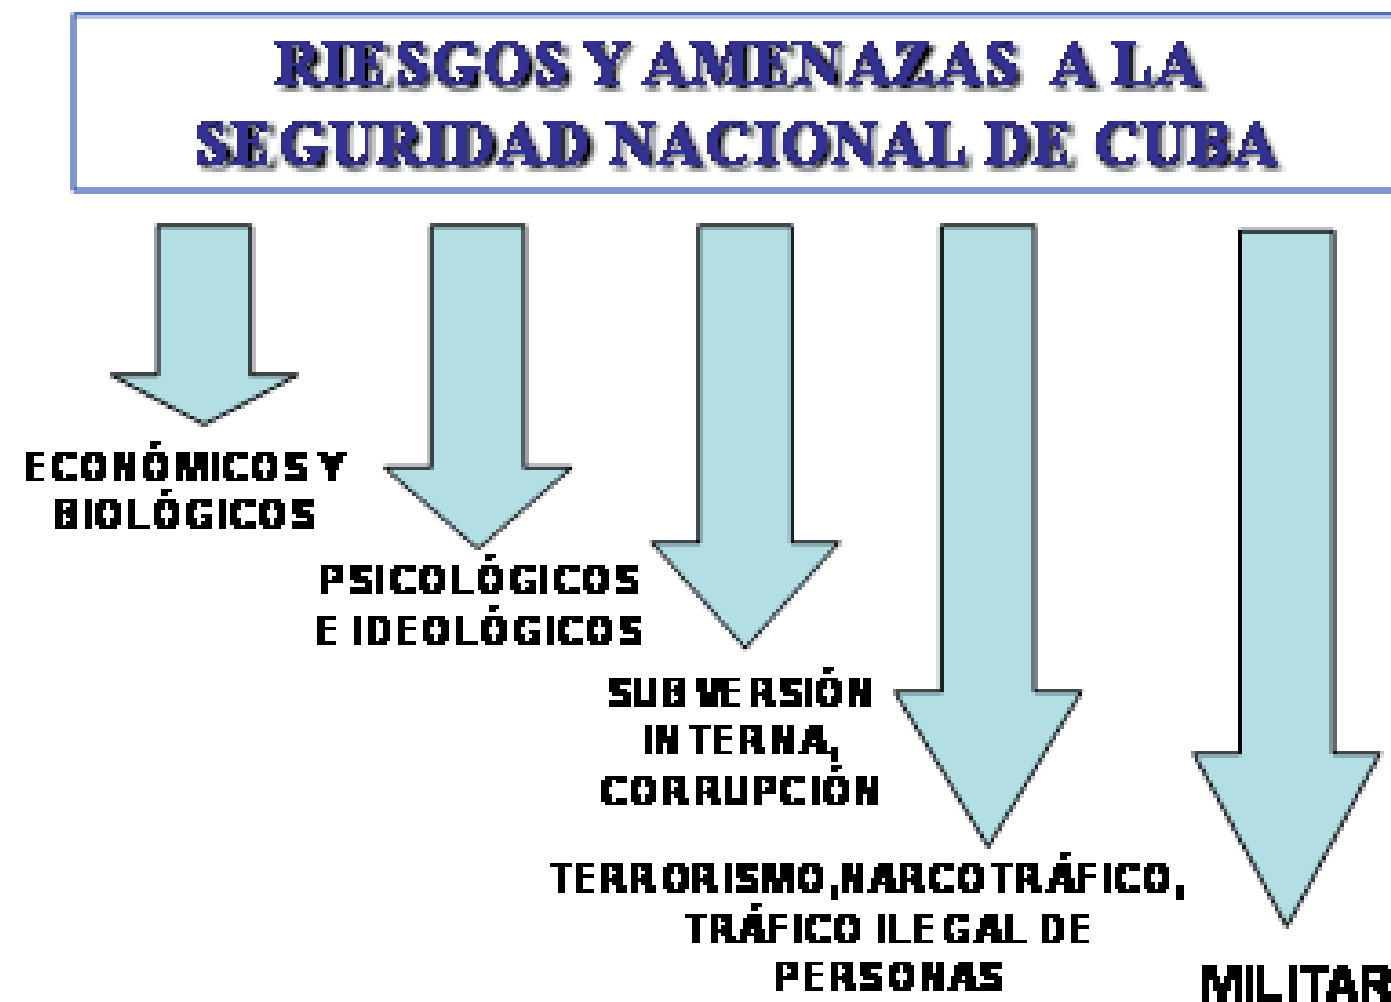 RIESGOS Y AMENAZAS A LA
SEGURIDAD NACIONAL DE CUBA
ECONÓMICOS Y
BIOLÓGICOS
PSICOLÓGICOS
E IDEOLÓGICOS
SUBVERSIÓN
INTERNA,
CORRUPCIÓN
TERRORISMO,NARCOTRÁFICO,
TRÁFICO ILEGAL DE
PERSONAS
MILITAR